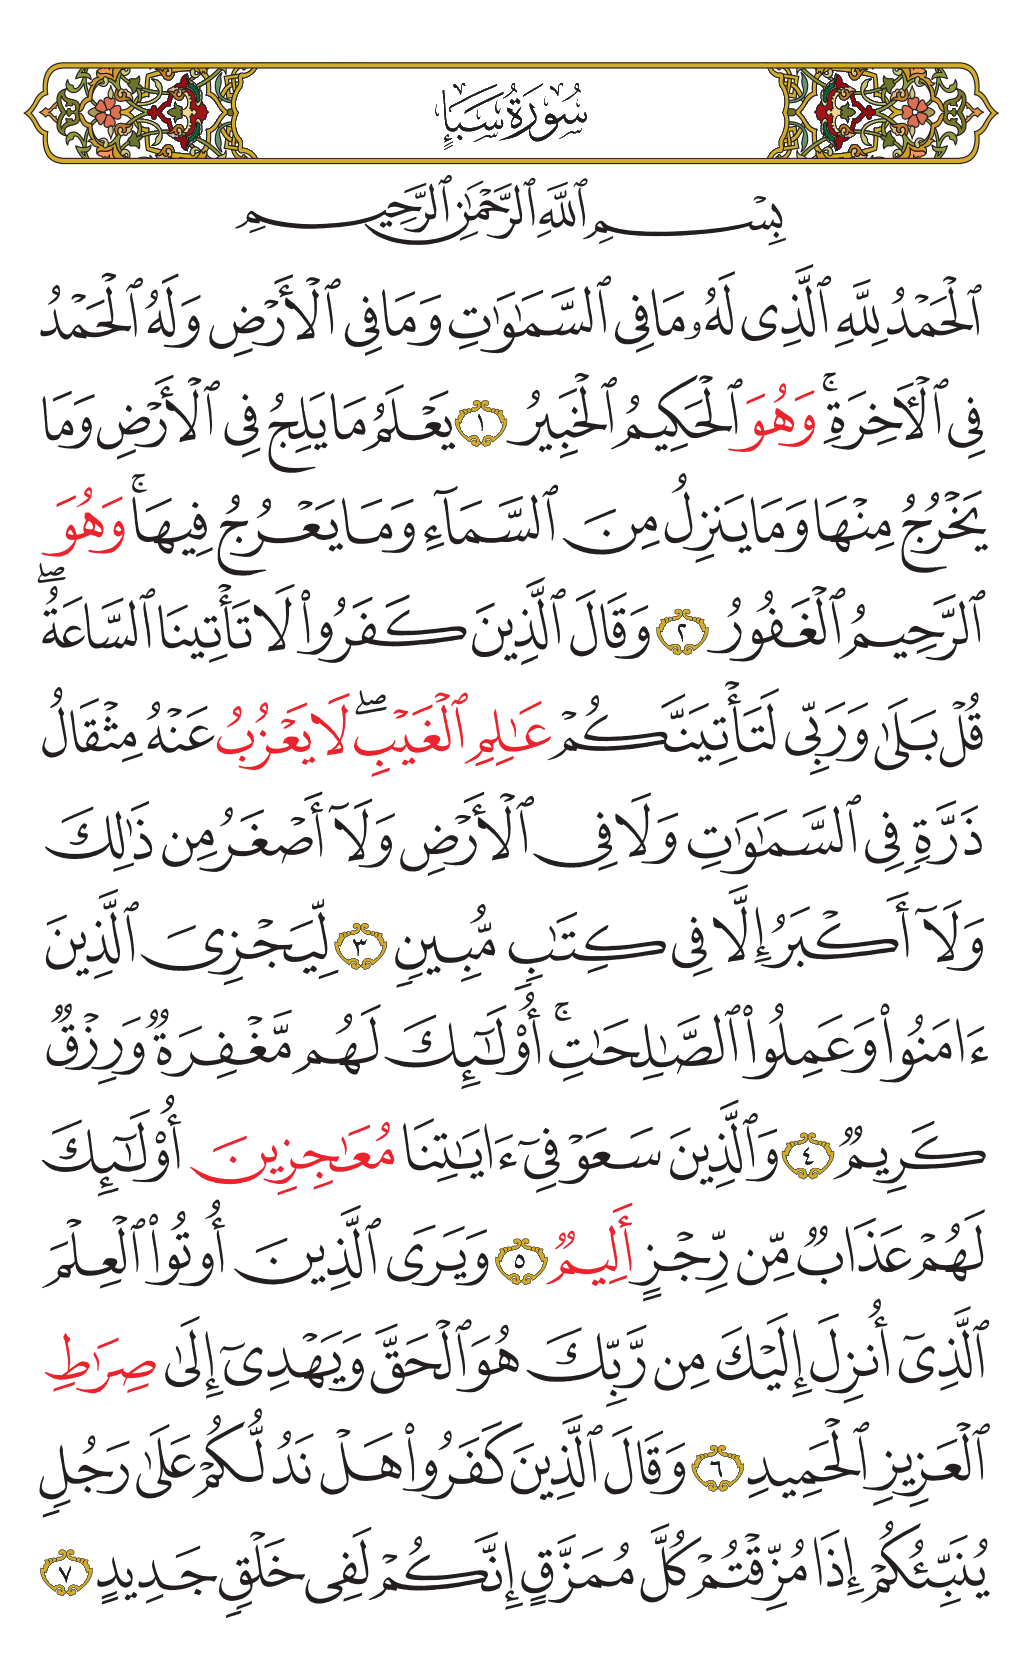 سُورَةُ سَبَإٍ
بِسْمِ ٱللَّهِ ٱلرَّحْمَٰنِ ٱلرَّحِيمِ
ٱلْحَمْدُ لِلَّهِ ٱلَّذِى لَهُۥ مَا فِى ٱلسَّمَٰوَٰتِ وَمَا فِى ٱلْأَرْضِ وَلَهُ ٱلْحَمْدُ
فِى ٱلْأٓخِرَةِۚ وَهُوَ ٱلْحَكِيمُ ٱلْخَبِيرُ ١ يَعْلَمُ مَا يَلِجُ فِى ٱلْأَرْضِ وَمَا
يَخْرُجُ مِنْهَا وَمَا يَنزِلُ مِنَ ٱلسَّمَآءِ وَمَا يَعْرُجُ فِيهَاۚ وَهُوَ
ٱلرَّحِيمُ ٱلْغَفُورُ ٢ وَقَالَ ٱلَّذِينَ كَفَرُوا۟ لَا تَأْتِينَا ٱلسَّاعَةُۖ
قُلْ بَلَىٰ وَرَبِّى لَتَأْتِيَنَّكُمْ عَٰلِمِ ٱلْغَيْبِۖ لَا يَعْزُبُ عَنْهُ مِثْقَالُ
ذَرَّةٍ فِى ٱلسَّمَٰوَٰتِ وَلَا فِى ٱلْأَرْضِ وَلَآ أَصْغَرُ مِن ذَٰلِكَ
وَلَآ أَكْبَرُ إِلَّا فِى كِتَٰبٍ مُّبِينٍ ٣ لِّيَجْزِىَ ٱلَّذِينَ
ءَامَنُوا۟ وَعَمِلُوا۟ ٱلصَّٰلِحَٰتِۚ أُو۟لَٰٓئِكَ لَهُم مَّغْفِرَةٌ وَرِزْقٌ
كَرِيمٌ ٤ وَٱلَّذِينَ سَعَوْ فِىٓ ءَايَٰتِنَا مُعَٰجِزِينَ أُو۟لَٰٓئِكَ
لَهُمْ عَذَابٌ مِّن رِّجْزٍ أَلِيمٌ ٥ وَيَرَى ٱلَّذِينَ أُوتُوا۟ ٱلْعِلْمَ
ٱلَّذِىٓ أُنزِلَ إِلَيْكَ مِن رَّبِّكَ هُوَ ٱلْحَقَّ وَيَهْدِىٓ إِلَىٰ صِرَٰطِ
ٱلْعَزِيزِ ٱلْحَمِيدِ ٦ وَقَالَ ٱلَّذِينَ كَفَرُوا۟ هَلْ نَدُلُّكُمْ عَلَىٰ رَجُلٍ
يُنَبِّئُكُمْ إِذَا مُزِّقْتُمْ كُلَّ مُمَزَّقٍ إِنَّكُمْ لَفِى خَلْقٍ جَدِيدٍ ٧